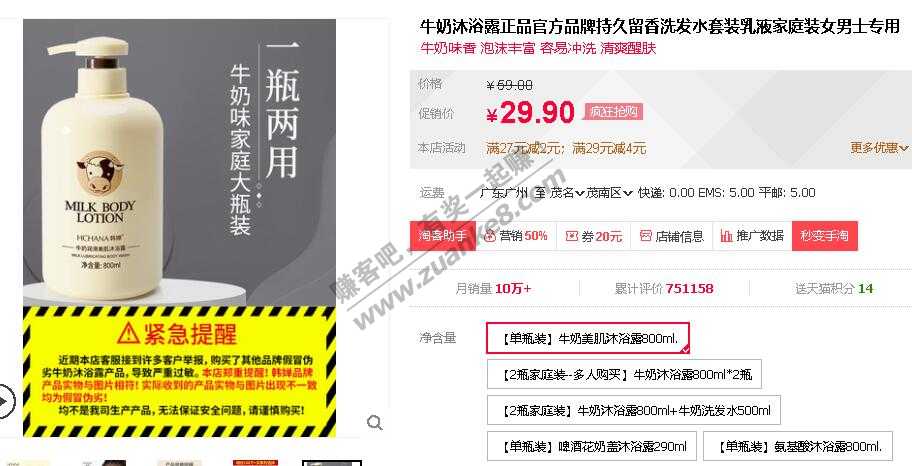 牛奶沐浴露正品官方品牌持久留香洗发水套装乳液家庭装女男士专用
牛奶味香 泡沫丰富 容易冲洗 清爽醒肤
价格 ¥59.00
促销价 ¥29.90 疯狂抢购
本店活动 满27元减2元；满29元减4元 更多优惠
运费 广东广州 至 茂名 茂南区 快递: 0.00 EMS: 5.00 平邮: 5.00
淘喜助手 营销50% 券20元 店铺信息 推广数据 秒变手淘
月销量 10万+ 累计评价 751158 送天猫积分 14
净含量
【单瓶装】牛奶美肌沐浴露800ml.
【2瓶家庭装--多人购买】牛奶沐浴露800ml*2瓶
【2瓶家庭装】牛奶沐浴露800ml+牛奶洗发水500ml
【单瓶装】啤酒花奶盖沐浴露290ml
【单瓶装】氨基酸沐浴露800ml.
一瓶两用
牛奶味家庭大瓶装
MILK BODY
LOTION
HCHANA 韩婵
牛奶润滑美肌沐浴露
MILK LUBRICATING BODY WASH
净含量: 800ml
紧急提醒
近期本店客服接到许多客户举报，购买了其他品牌假冒伪
劣牛奶沐浴露产品，导致严重过敏。本店郑重提醒! 韩婵品牌
产品实物与图片相符! 实际收到的产品实物与图片出现不一致
均为假冒伪劣!
均不是我司生产产品，无法保证安全问题，请谨慎购买!
赚客吧，有奖一起赚
www.zuanke8.com